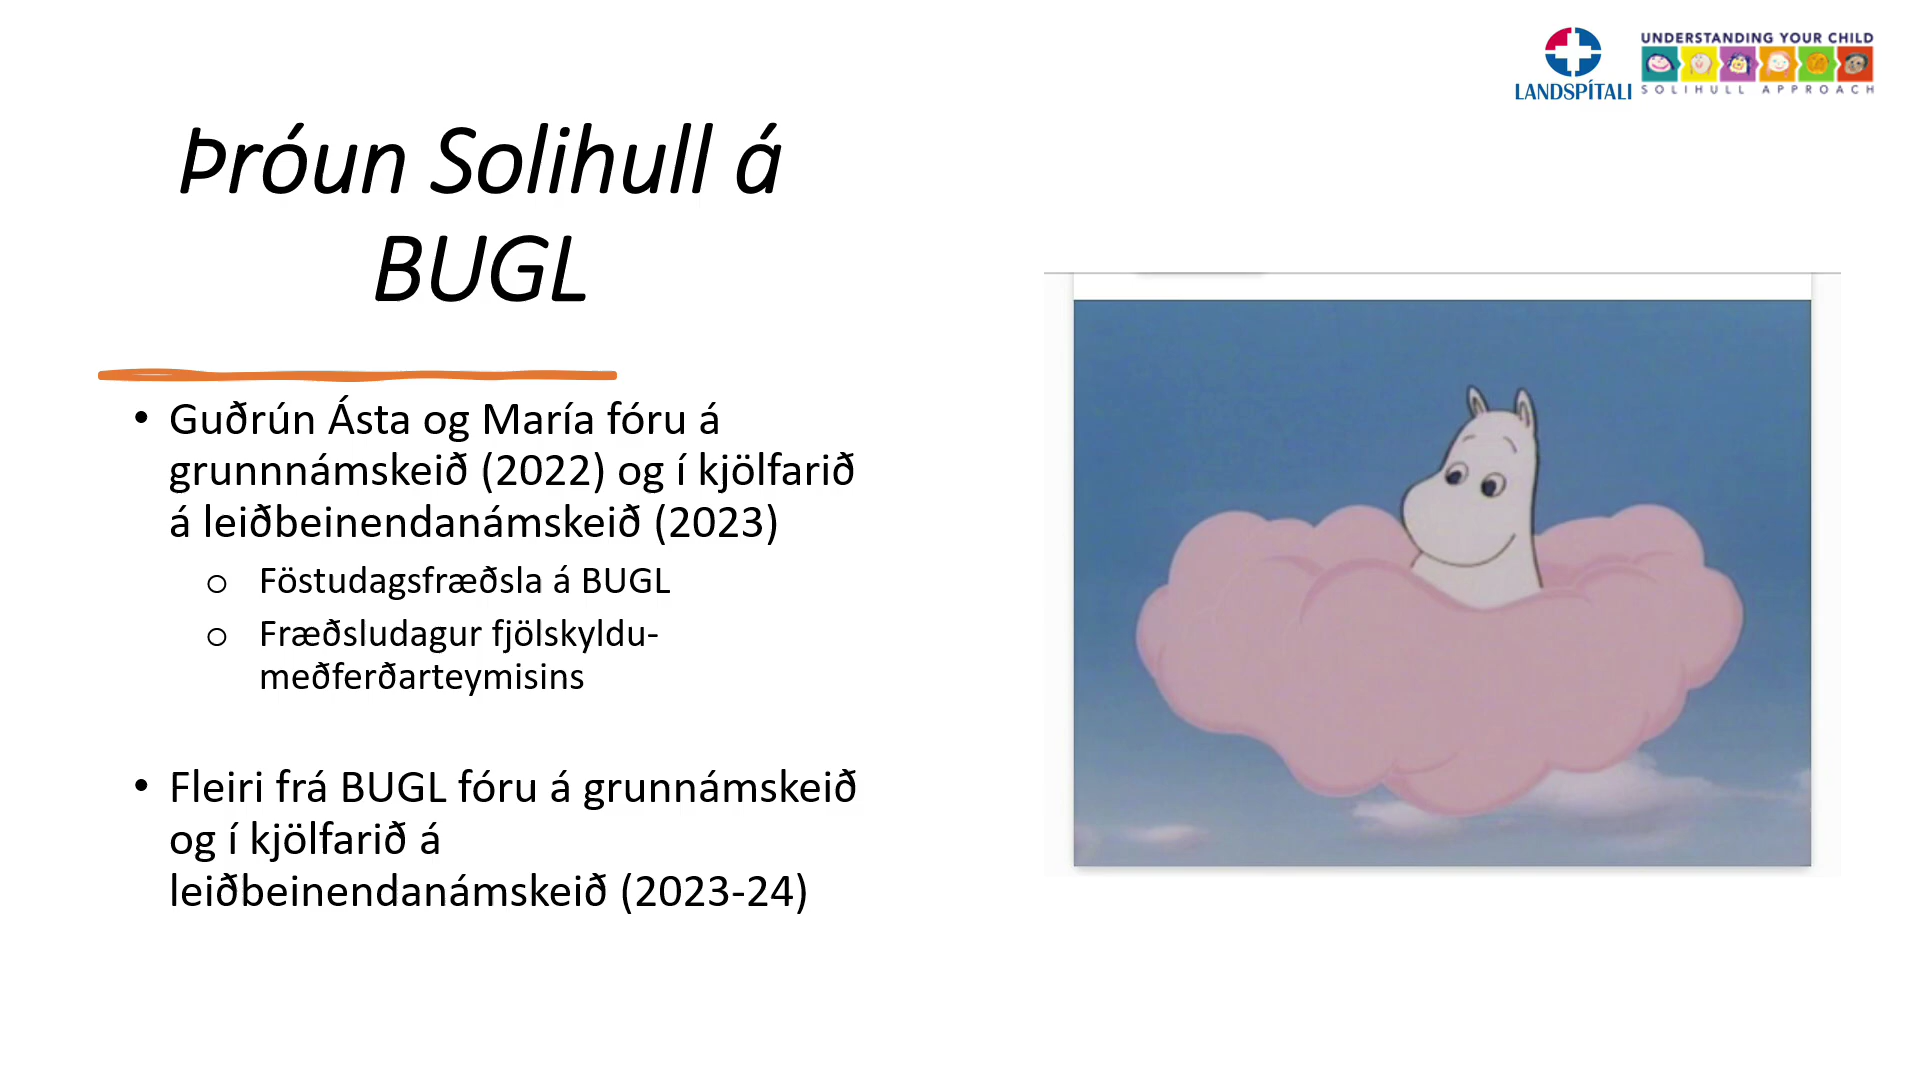 LANDSPÍTALI
UNDERSTANDING YOUR CHILD
SOLIHULL APPROACH
Þróun Solihull á
BUGL
• Guðrún Ásta og María fóru á
grunnnámskeið (2022) og í kjölfarið
á leiðbeinendanámskeið (2023)
o Föstudagsfræðsla á BUGL
o Fræðsludagur fjölskyldu-
meðferðarteymisins
• Fleiri frá BUGL fóru á grunnámskeið
og í kjölfarið á
leiðbeinendanámskeið (2023-24)